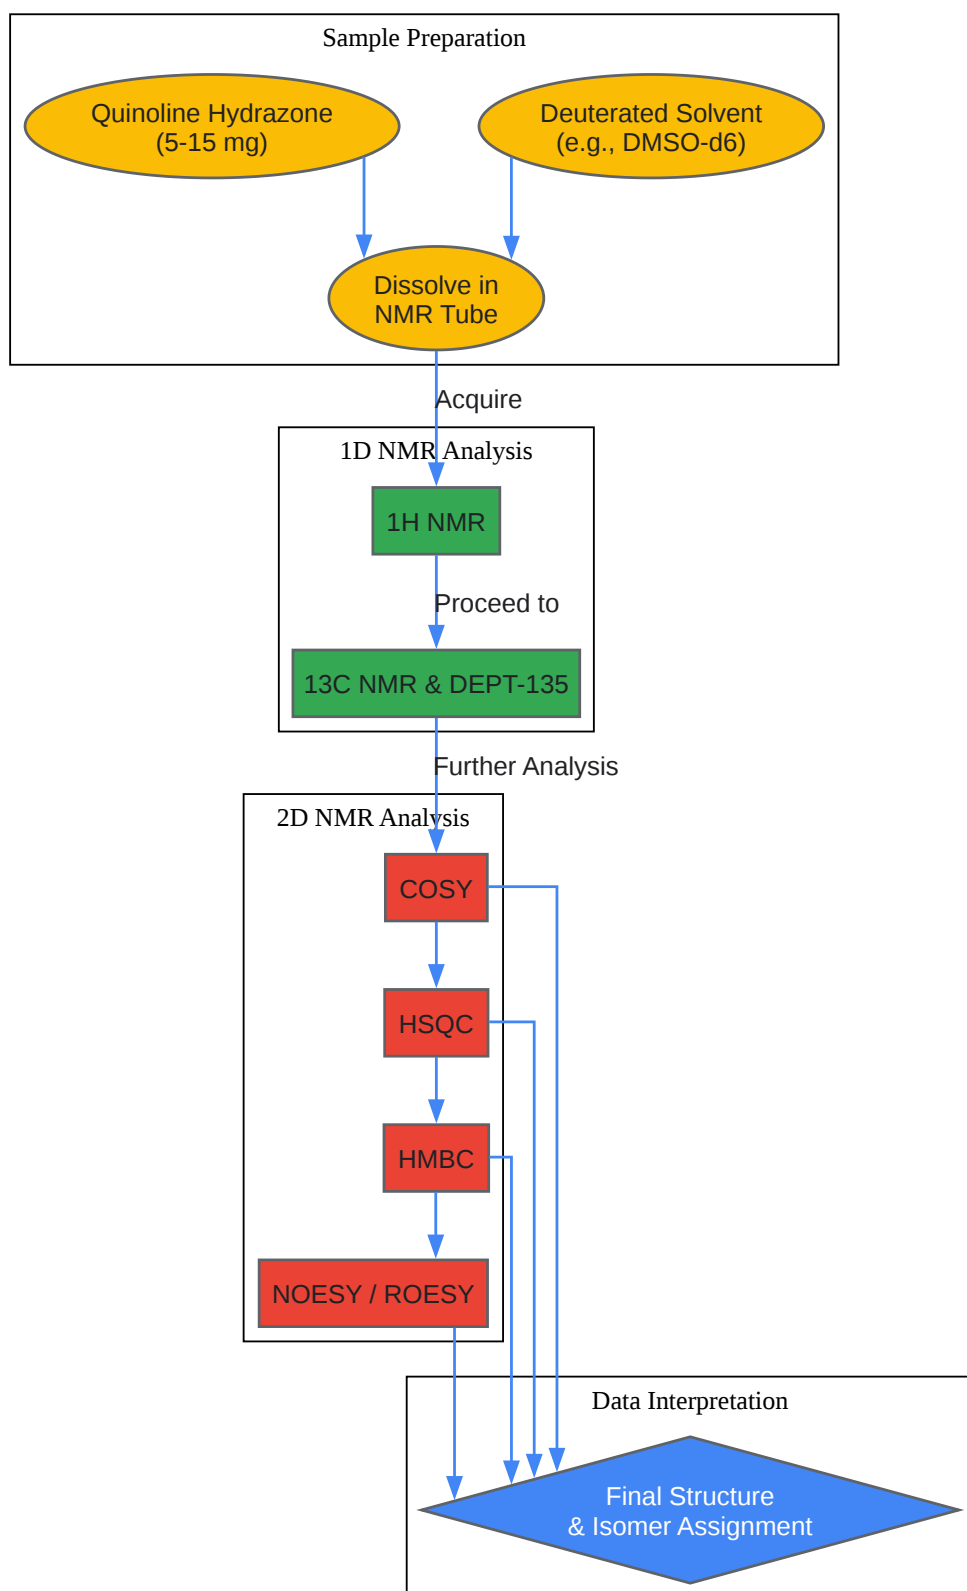 Sample Preparation
Quinoline Hydrazone
(5-15 mg)
Deuterated Solvent
(e.g., DMSO-d6)
Dissolve in
NMR Tube
Acquire
1D NMR Analysis
1H NMR
Proceed to
13C NMR & DEPT-135
Further Analysis
2D NMR Analysis
COSY
HSQC
HMBC
NOESY / ROESY
Data Interpretation
Final Structure
& Isomer Assignment